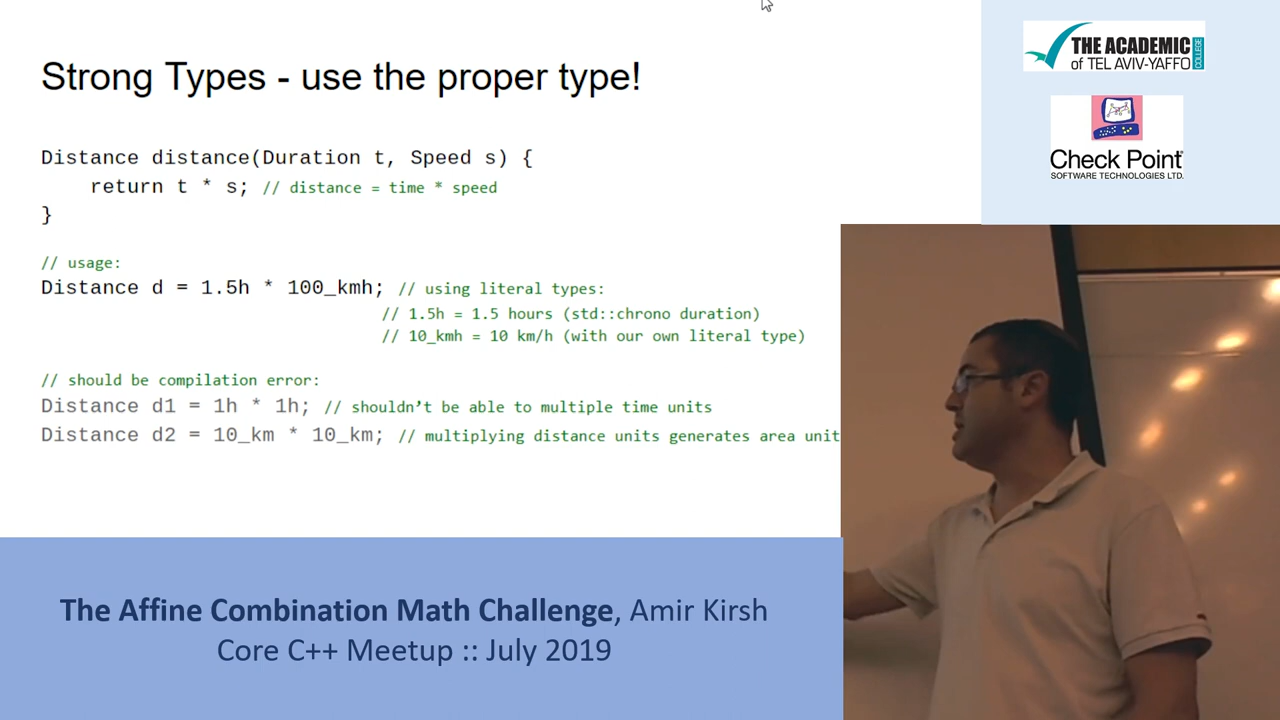 Strong Types - use the proper type!
Distance distance(Duration t, Speed s) {
return t * s; // distance = time * speed
}
// usage:
Distance d = 1.5h * 100_kmh; // using literal types:
// 1.5h = 1.5 hours (std::chrono duration)
// 10_kmh = 10 km/h (with our own literal type)
// should be compilation error:
Distance d1 = 1h * 1h; // shouldn't be able to multiple time units
Distance d2 = 10_km * 10_km; // multiplying distance units generates area unit
THE ACADEMIC
of TEL AVIV-YAFFO
COLLEGE
Check Point
SOFTWARE TECHNOLOGIES LTD.
The Affine Combination Math Challenge, Amir Kirsh
Core C++ Meetup :: July 2019